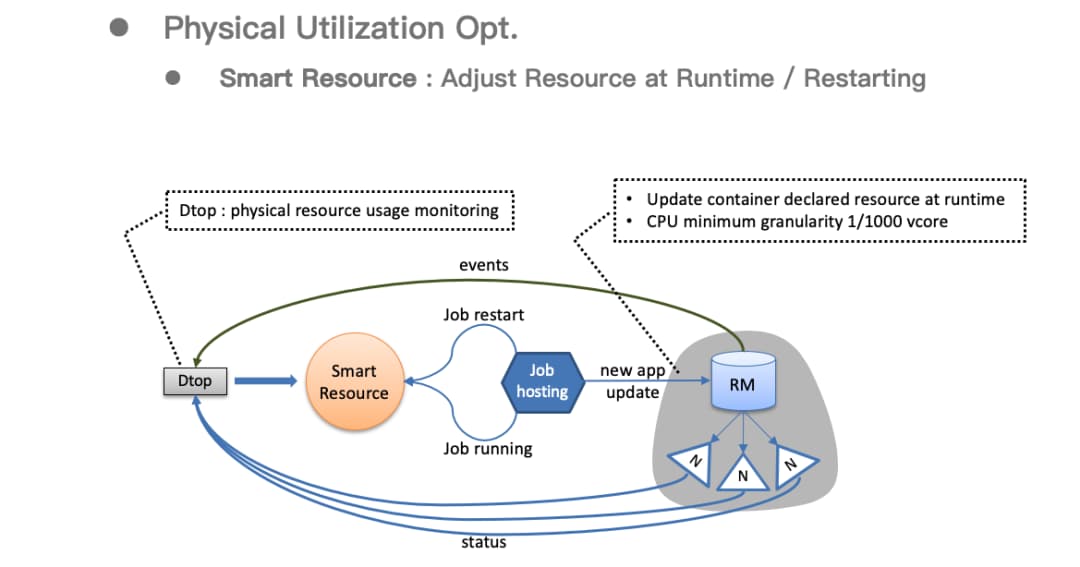 Physical Utilization Opt.
Smart Resource : Adjust Resource at Runtime / Restarting
Dtop : physical resource usage monitoring
• Update container declared resource at runtime
• CPU minimum granularity 1/1000 vcore
events
Job restart
Dtop
Smart
Resource
Job
hosting
new app
update
RM
Job running
N
N
N
status